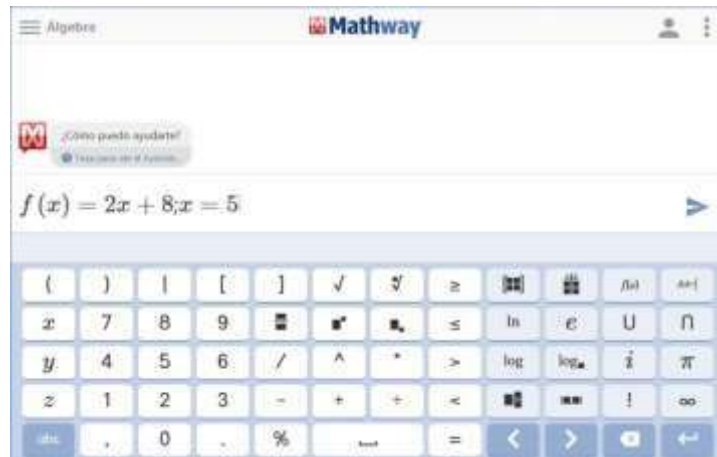 Algebra
Mathway
¿Cómo puedo ayudarte?
f(x) = 2x + 8;x = 5
( ) | [ ] √ ≥ f(x)
x 7 8 9 ≤ ln e U ∩
y 4 5 6 / ^ > log log i π
z 1 2 3 - + ÷ < ! ∞
abc , 0 . % =